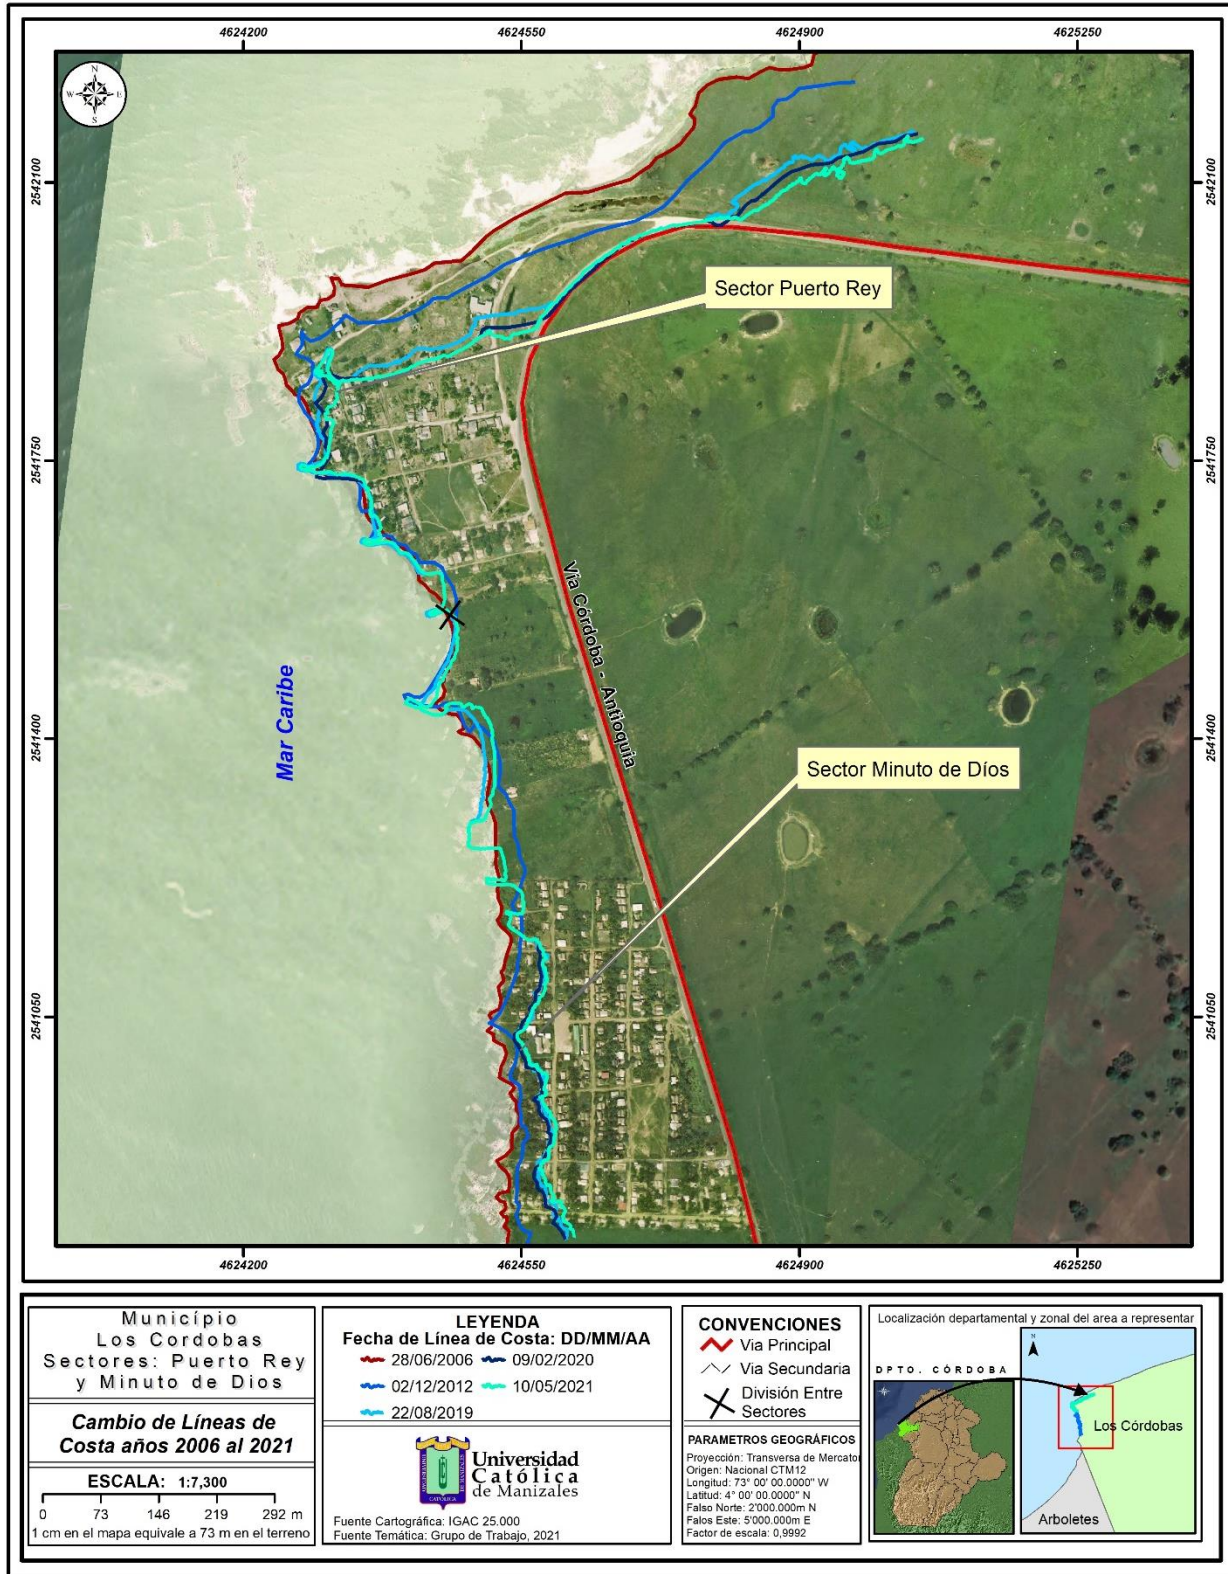 4624200 4624550 4624900 4625250
N
W E
S
2542100 2542100
Sector Puerto Rey
2541750 2541750
Via Córdoba - Antioquia
Mar Caribe
2541400 2541400
Sector Minuto de Díos
2541050 2541050
4624200 4624550 4624900 4625250
Município
Los Cordobas
Sectores: Puerto Rey
y Minuto de Dios
Cambio de Líneas de
Costa años 2006 al 2021
ESCALA: 1:7,300
0 73 146 219 292 m
1 cm en el mapa equivale a 73 m en el terreno
LEYENDA
Fecha de Línea de Costa: DD/MM/AA
28/06/2006 09/02/2020
02/12/2012 10/05/2021
22/08/2019
Universidad
Católica
de Manizales
Fuente Cartográfica: IGAC 25.000
Fuente Temática: Grupo de Trabajo, 2021
CONVENCIONES
Via Principal
Via Secundaria
División Entre
Sectores
PARAMETROS GEOGRÁFICOS
Proyección: Transversa de Mercator
Origen: Nacional CTM12
Longitud: 73° 00' 00.0000" W
Latitud: 4° 00' 00.0000" N
Falso Norte: 2'000.000m N
Falos Este: 5'000.000m E
Factor de escala: 0,9992
Localización departamental y zonal del area a representar
DPTO. CÓRDOBA
N
Los Córdobas
Arboletes